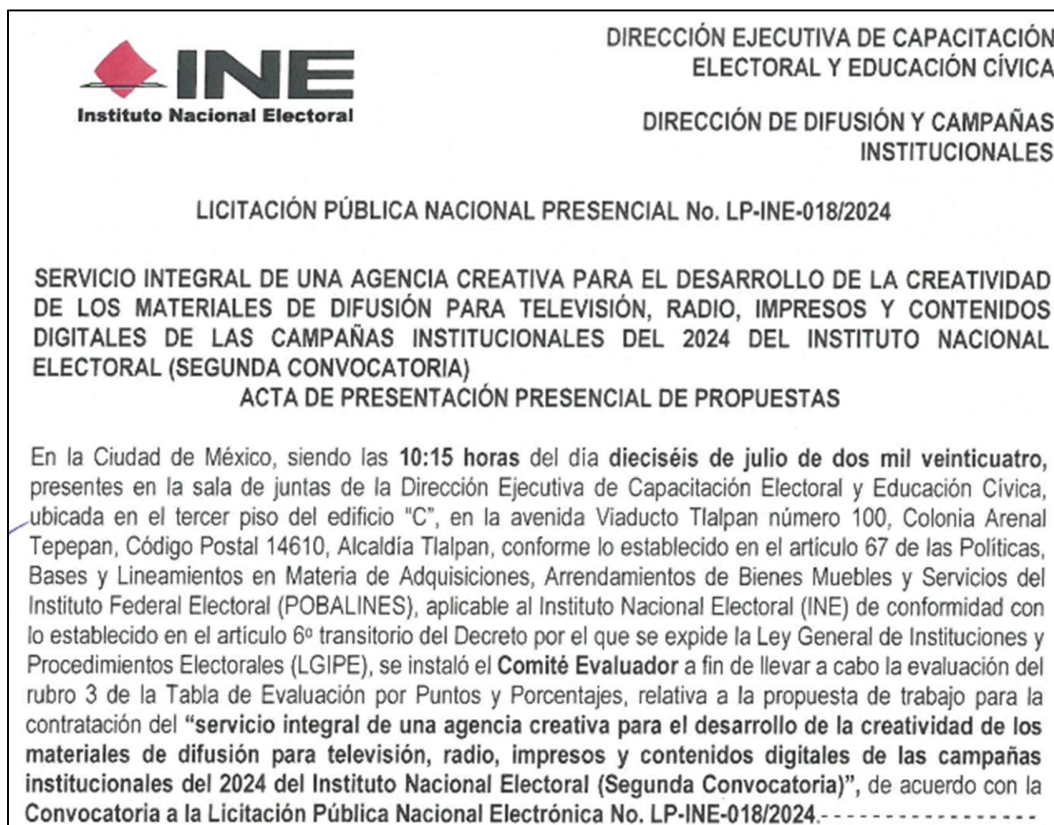 INE
Instituto Nacional Electoral
DIRECCIÓN EJECUTIVA DE CAPACITACIÓN
ELECTORAL Y EDUCACIÓN CÍVICA
DIRECCIÓN DE DIFUSIÓN Y CAMPAÑAS
INSTITUCIONALES
LICITACIÓN PÚBLICA NACIONAL PRESENCIAL No. LP-INE-018/2024
SERVICIO INTEGRAL DE UNA AGENCIA CREATIVA PARA EL DESARROLLO DE LA CREATIVIDAD
DE LOS MATERIALES DE DIFUSIÓN PARA TELEVISIÓN, RADIO, IMPRESOS Y CONTENIDOS
DIGITALES DE LAS CAMPAÑAS INSTITUCIONALES DEL 2024 DEL INSTITUTO NACIONAL
ELECTORAL (SEGUNDA CONVOCATORIA)
ACTA DE PRESENTACIÓN PRESENCIAL DE PROPUESTAS
En la Ciudad de México, siendo las 10:15 horas del día dieciséis de julio de dos mil veinticuatro,
presentes en la sala de juntas de la Dirección Ejecutiva de Capacitación Electoral y Educación Cívica,
ubicada en el tercer piso del edificio "C", en la avenida Viaducto Tlalpan número 100, Colonia Arenal
Tepepan, Código Postal 14610, Alcaldía Tlalpan, conforme lo establecido en el artículo 67 de las Políticas,
Bases y Lineamientos en Materia de Adquisiciones, Arrendamientos de Bienes Muebles y Servicios del
Instituto Federal Electoral (POBALINES), aplicable al Instituto Nacional Electoral (INE) de conformidad con
lo establecido en el artículo 6º transitorio del Decreto por el que se expide la Ley General de Instituciones y
Procedimientos Electorales (LGIPE), se instaló el Comité Evaluador a fin de llevar a cabo la evaluación del
rubro 3 de la Tabla de Evaluación por Puntos y Porcentajes, relativa a la propuesta de trabajo para la
contratación del "servicio integral de una agencia creativa para el desarrollo de la creatividad de los
materiales de difusión para televisión, radio, impresos y contenidos digitales de las campañas
institucionales del 2024 del Instituto Nacional Electoral (Segunda Convocatoria)", de acuerdo con la
Convocatoria a la Licitación Pública Nacional Electrónica No. LP-INE-018/2024.-----------------